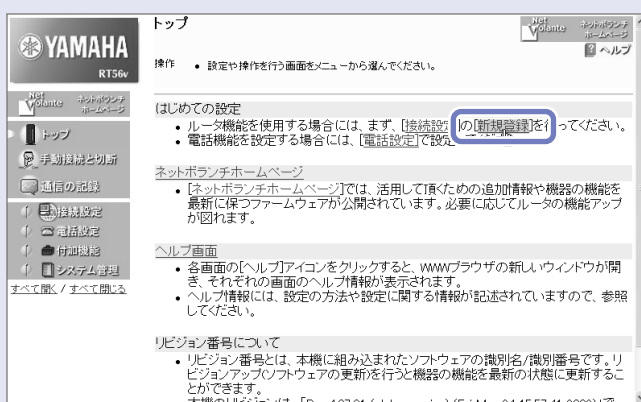 YAMAHA
RT56v
Net Volante ネットボランチ ホームページ
トップ
手動接続と切断
通信の記録
接続設定
電話設定
付加機能
システム管理
すべて開く / すべて閉じる
トップ
Net Volante ネットボランチ ホームページ
? ヘルプ
操作 • 設定や操作を行う画面をメニューから選んでください。
はじめての設定
• ルータ機能を使用する場合には、まず、[接続設定]の[新規登録]を行ってください。
• 電話機能を設定する場合には、[電話設定]で設定
ネットボランチホームページ
• [ネットボランチホームページ]では、活用して頂くための追加情報や機器の機能を
最新に保つファームウェアが公開されています。必要に応じてルータの機能アップ
が図れます。
ヘルプ画面
• 各画面の[ヘルプ]アイコンをクリックすると、WWWブラウザの新しいウィンドウが開
き、それぞれの画面のヘルプ情報が表示されます。
• ヘルプ情報には、設定の方法や設定に関する情報が記述されていますので、参照
してください。
リビジョン番号について
• リビジョン番号とは、本機に組み込まれたソフトウェアの識別名/識別番号です。リ
ビジョンアップ(ソフトウェアの更新)を行うと機器の機能を最新の状態に更新するこ
とができます。